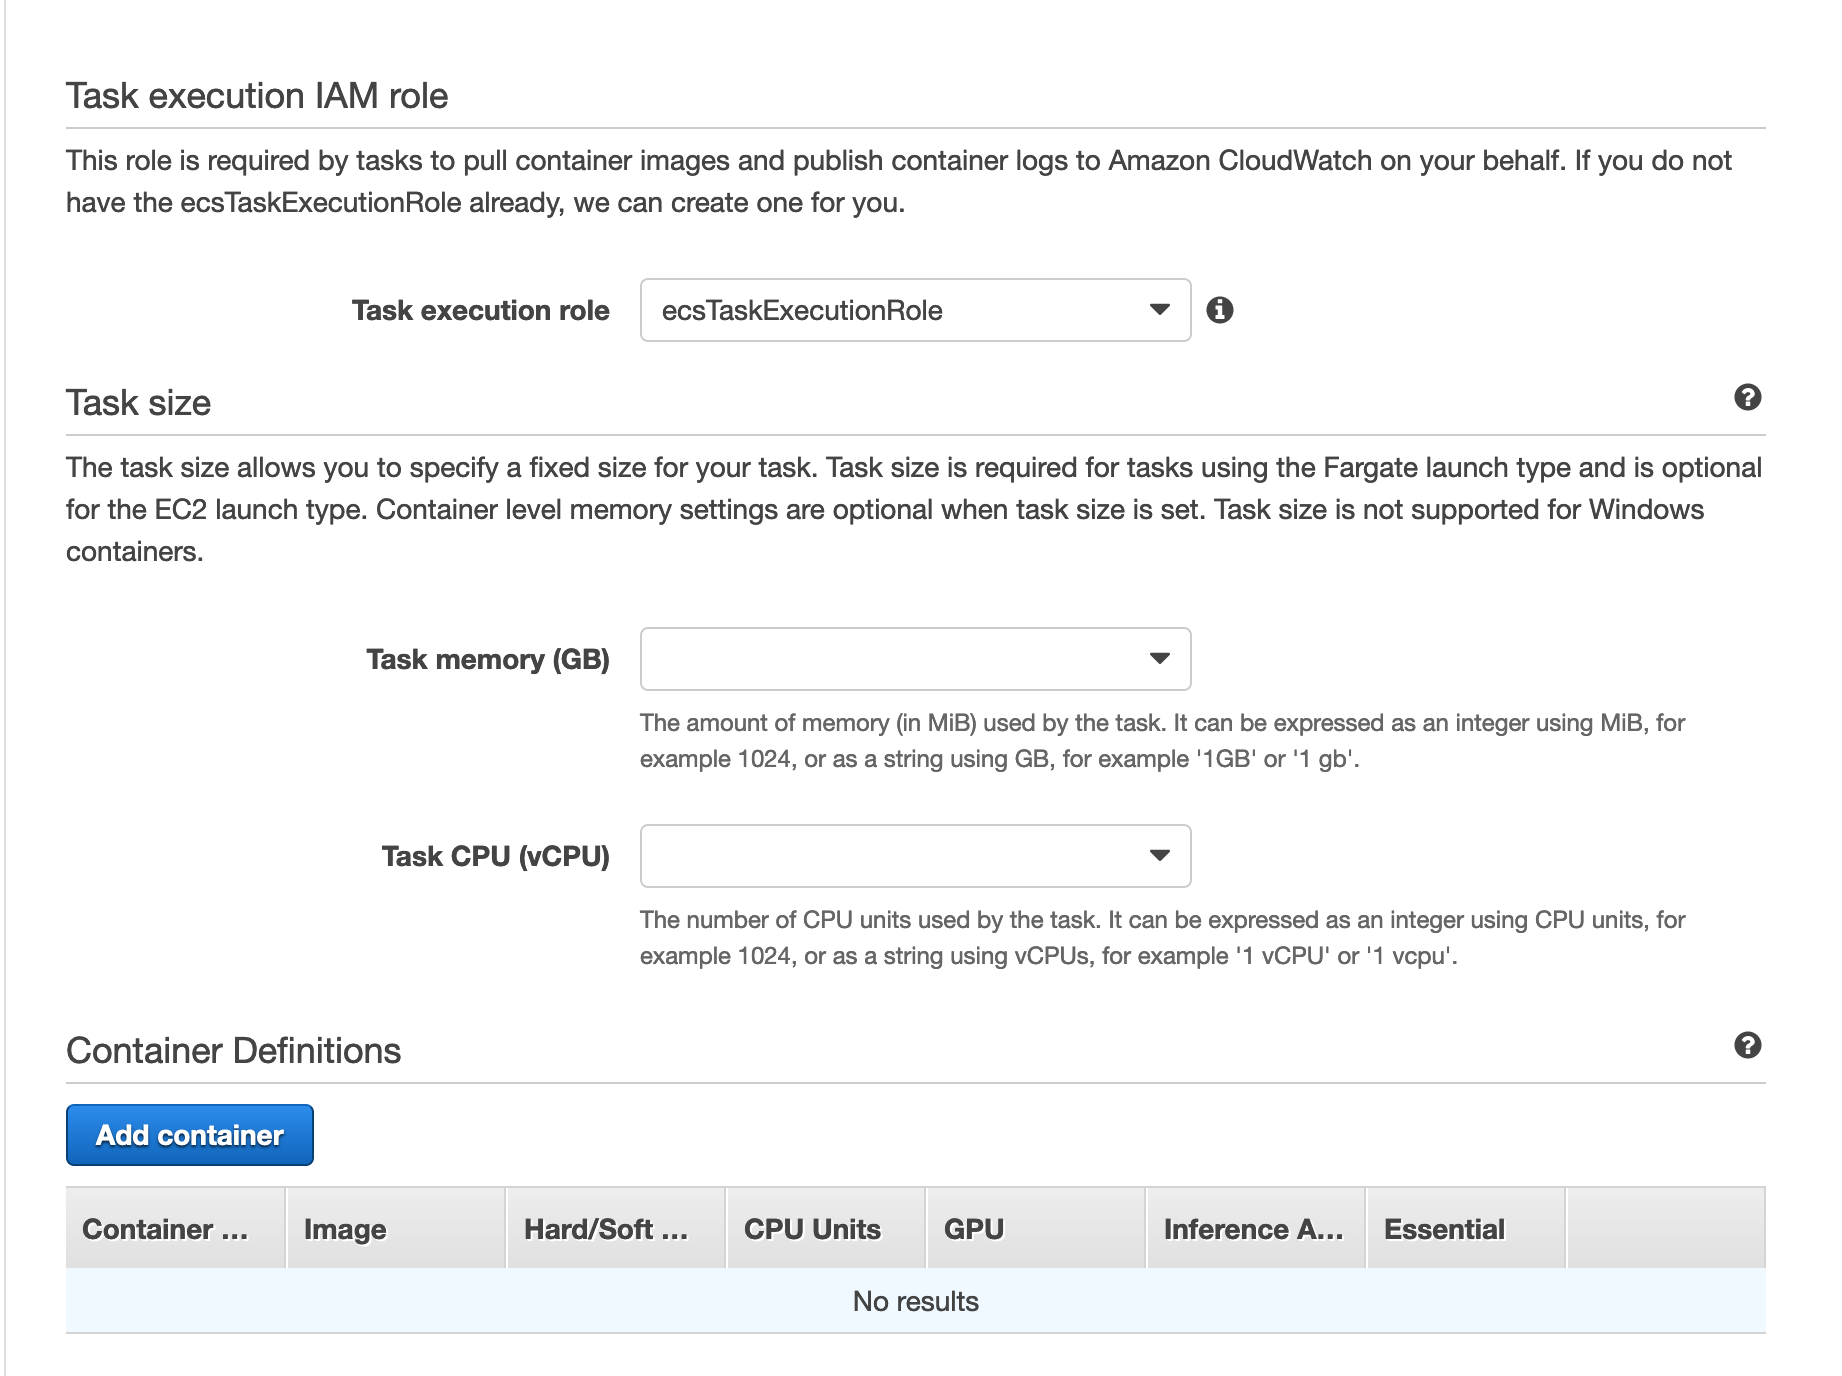 Task execution IAM role
This role is required by tasks to pull container images and publish container logs to Amazon CloudWatch on your behalf. If you do not
have the ecsTaskExecutionRole already, we can create one for you.
Task execution role
ecsTaskExecutionRole
Task size
The task size allows you to specify a fixed size for your task. Task size is required for tasks using the Fargate launch type and is optional
for the EC2 launch type. Container level memory settings are optional when task size is set. Task size is not supported for Windows
containers.
Task memory (GB)
The amount of memory (in MiB) used by the task. It can be expressed as an integer using MiB, for
example 1024, or as a string using GB, for example '1GB' or '1 gb'.
Task CPU (vCPU)
The number of CPU units used by the task. It can be expressed as an integer using CPU units, for
example 1024, or as a string using vCPUs, for example '1 vCPU' or '1 vcpu'.
Container Definitions
Add container
Container ... Image Hard/Soft ... CPU Units GPU Inference A... Essential
No results